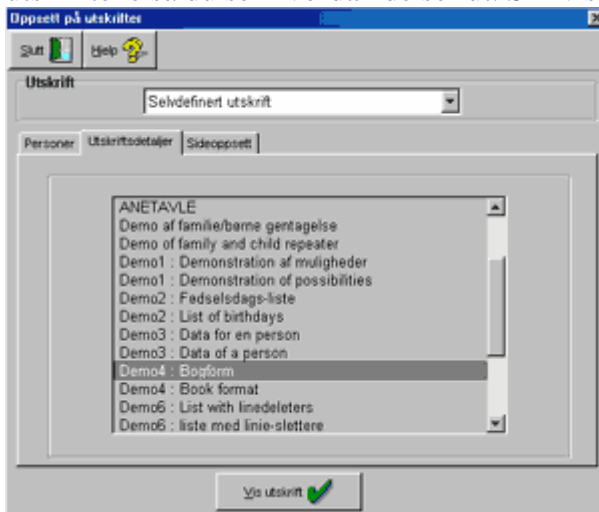 Oppsett på utskrifter
Slutt Hjelp
Utskrift
Selvdefinert utskrift
Personer Utskriftsdetaljer Sideoppsett
ANETAVLE
Demo af familie/børne gentagelse
Demo of family and child repeater
Demo1 : Demonstration af muligheder
Demo1 : Demonstration of possibilities
Demo2 : Fødselsdags-liste
Demo2 : List of birthdays
Demo3 : Data for en person
Demo3 : Data of a person
Demo4 : Bogform
Demo4 : Book format
Demo6 : List with linedeleters
Demo6 : liste med linie-slettere
Vis utskrift